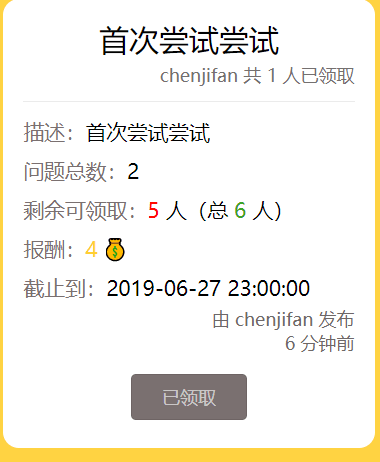 首次尝试尝试
chenjifan 共 1 人已领取
描述：首次尝试尝试
问题总数：2
剩余可领取：5 人（总 6 人）
报酬：4
截止到：2019-06-27 23:00:00
由 chenjifan 发布
6 分钟前
已领取